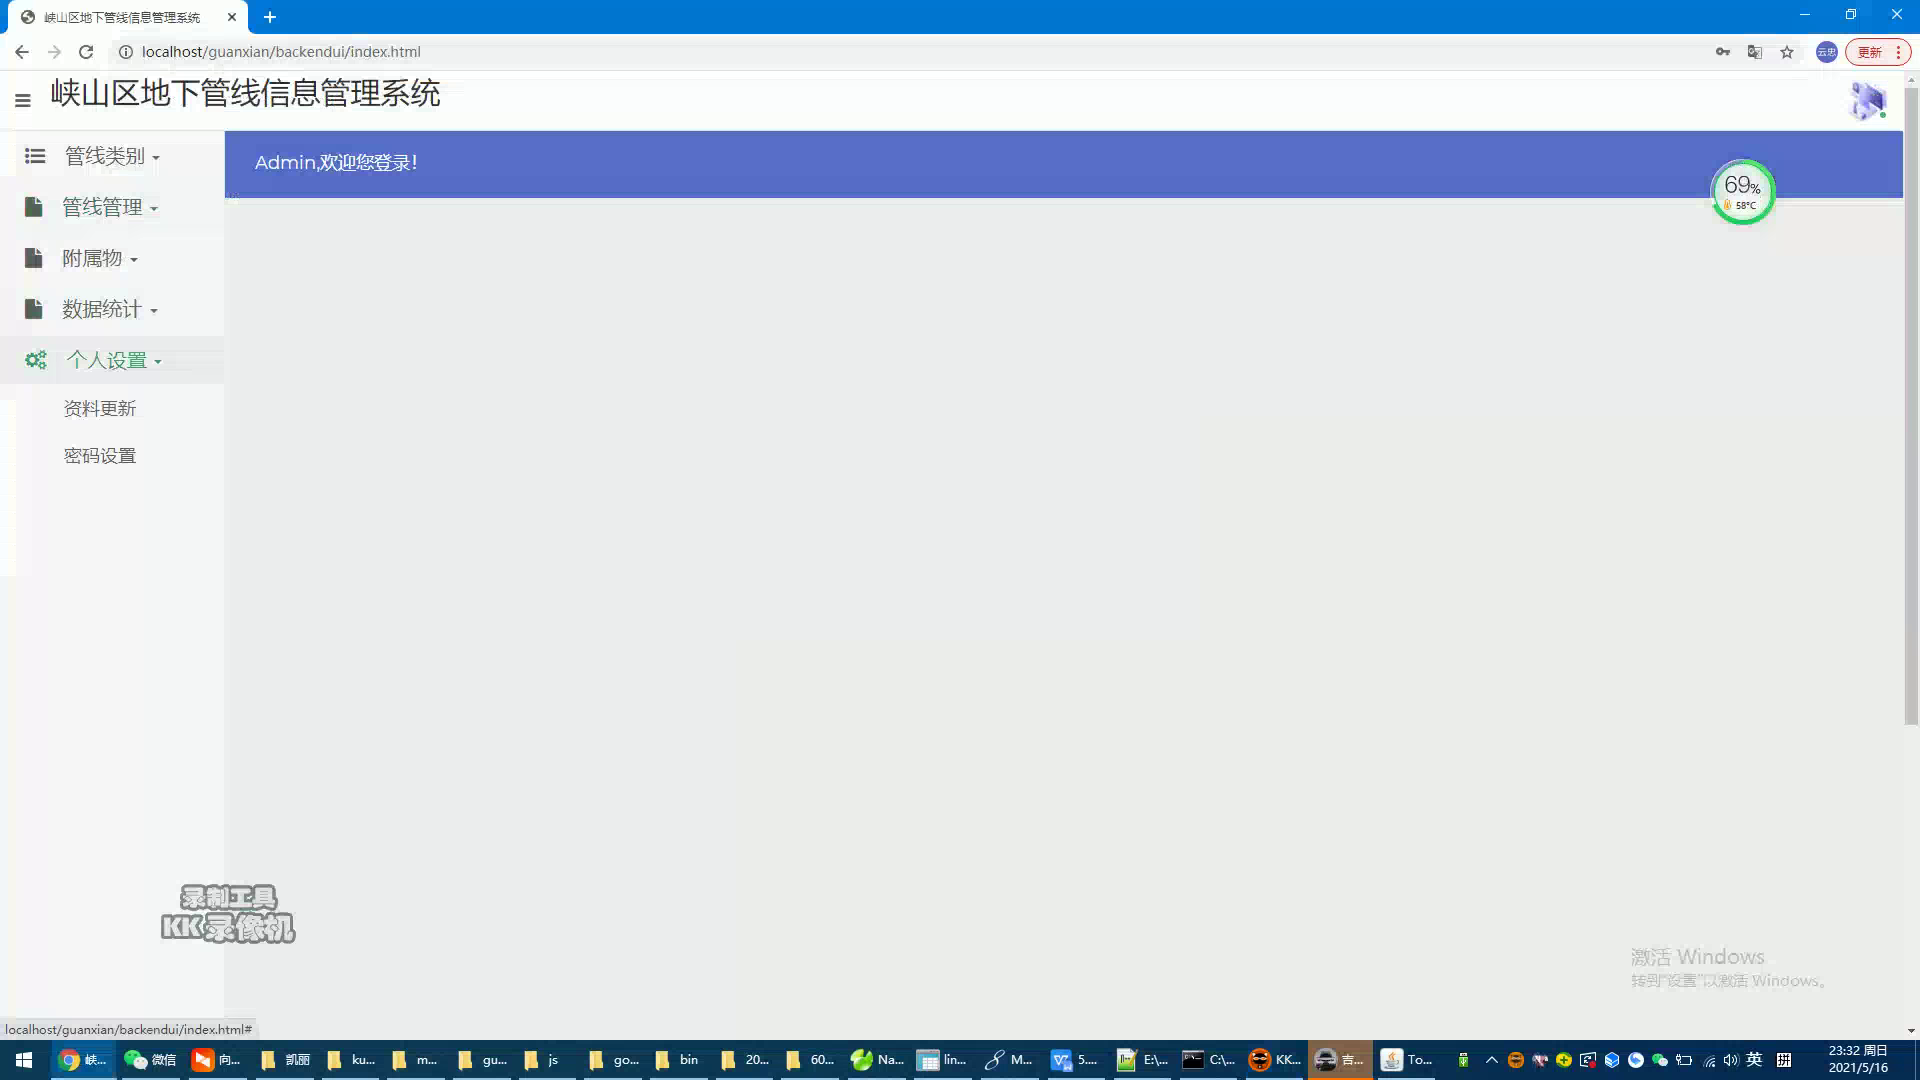 峡山区地下管线信息管理系统
localhost/guanxian/backendui/index.html
云忠
更新
峡山区地下管线信息管理系统
管线类别
Admin,欢迎您登录!
69%
58°C
管线管理
附属物
数据统计
个人设置
资料更新
密码设置
录制工具
KK录像机
激活 Windows
转到"设置"以激活 Windows。
localhost/guanxian/backendui/index.html#
峡...
微信
向...
凯丽
ku...
m...
gu...
js
go...
bin
20...
60...
Na...
lin...
M...
5....
E:\...
C:\...
KK...
吉...
To...
英
拼
23:32 周日
2021/5/16